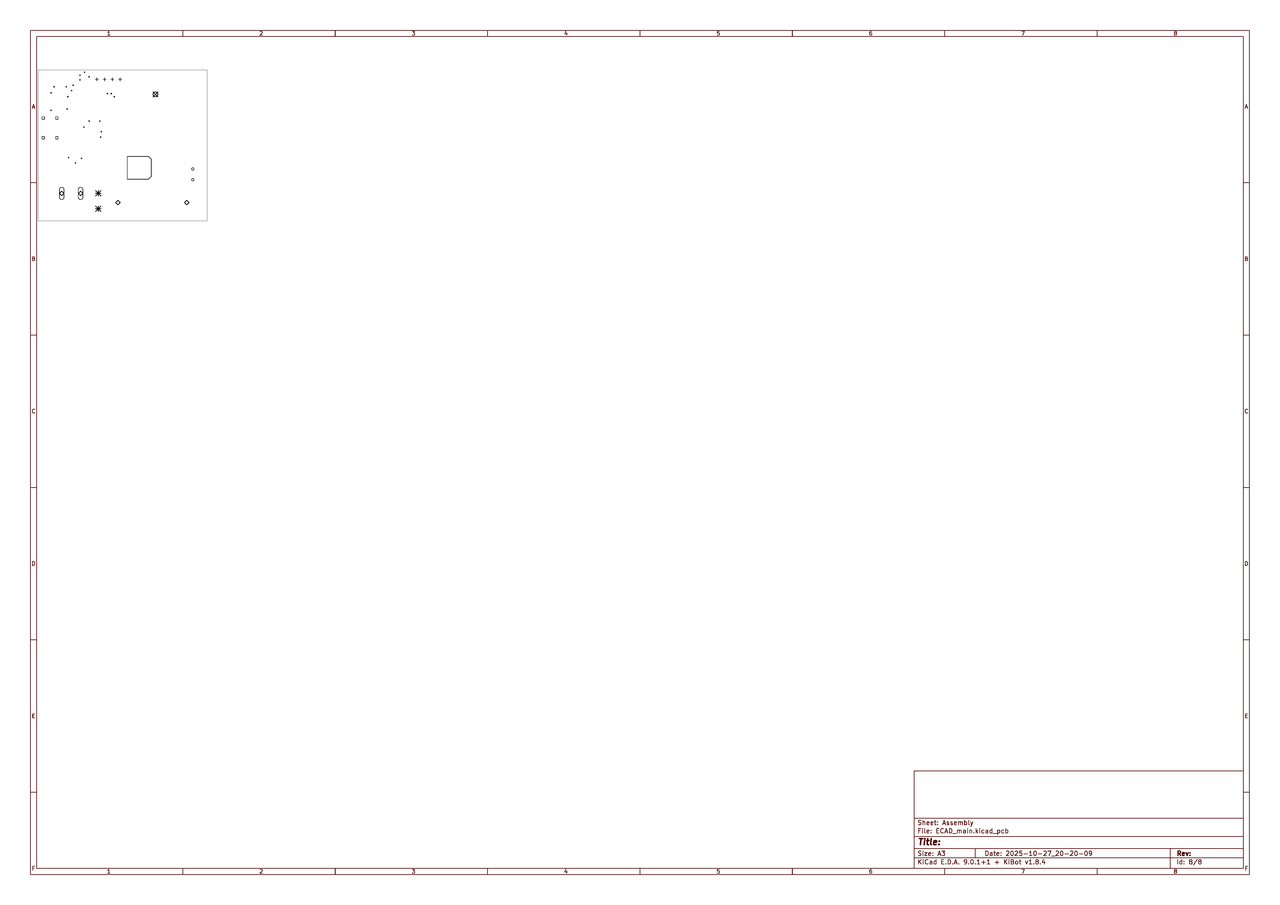 1 2 3 4 5 6 7 8
A A
B B
C C
D D
E E
Sheet: Assembly
File: ECAD_main.kicad_pcb
Title:
Size: A3 Date: 2025-10-27_20-20-09 Rev:
KiCad E.D.A. 9.0.1+1 + KiBot v1.8.4 Id: 8/8
F F
1 2 3 4 5 6 7 8